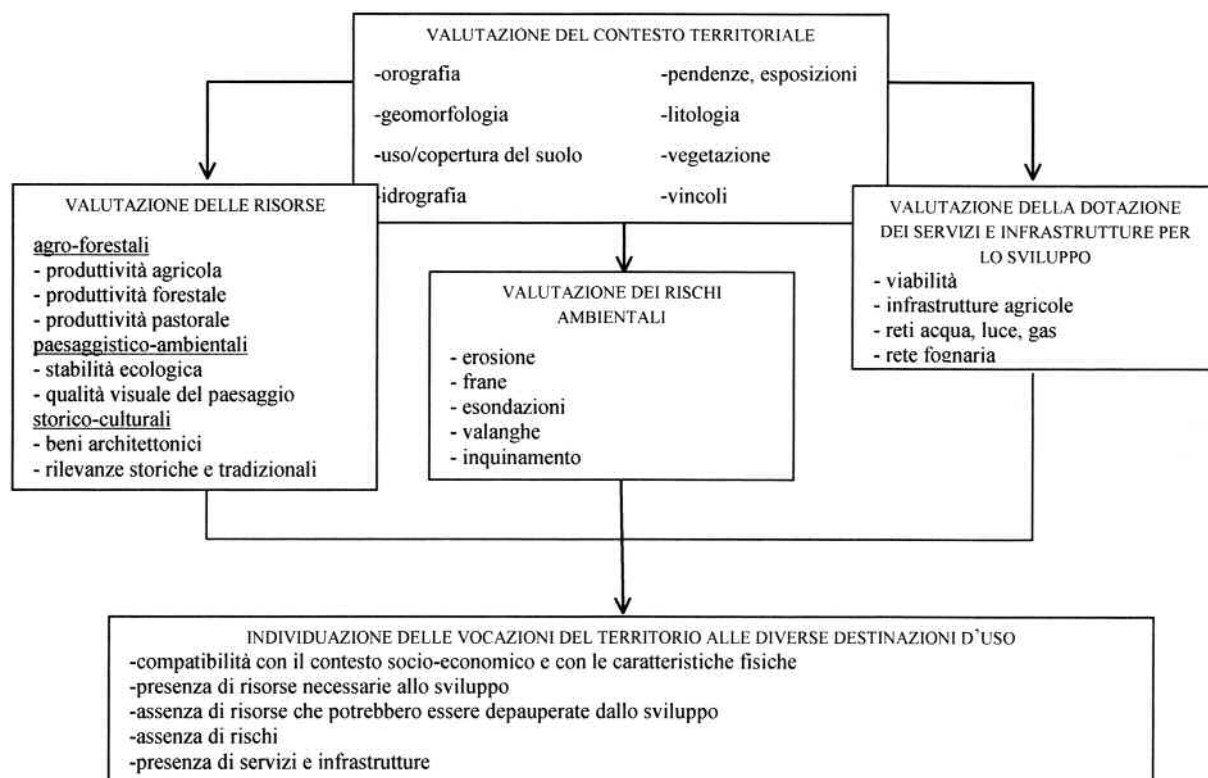 VALUTAZIONE DEL CONTESTO TERRITORIALE
-orografia
-pendenze, esposizioni
-geomorfologia
-litologia
-uso/copertura del suolo
-vegetazione
-idrografia
-vincoli
VALUTAZIONE DELLE RISORSE
agro-forestali
- produttività agricola
- produttività forestale
- produttività pastorale
paesaggistico-ambientali
- stabilità ecologica
- qualità visuale del paesaggio
storico-culturali
- beni architettonici
- rilevanze storiche e tradizionali
VALUTAZIONE DEI RISCHI
AMBIENTALI
- erosione
- frane
- esondazioni
- valanghe
- inquinamento
VALUTAZIONE DELLA DOTAZIONE
DEI SERVIZI E INFRASTRUTTURE PER
LO SVILUPPO
- viabilità
- infrastrutture agricole
- reti acqua, luce, gas
- rete fognaria
INDIVIDUAZIONE DELLE VOCAZIONI DEL TERRITORIO ALLE DIVERSE DESTINAZIONI D'USO
-compatibilità con il contesto socio-economico e con le caratteristiche fisiche
-presenza di risorse necessarie allo sviluppo
-assenza di risorse che potrebbero essere depauperate dallo sviluppo
-assenza di rischi
-presenza di servizi e infrastrutture